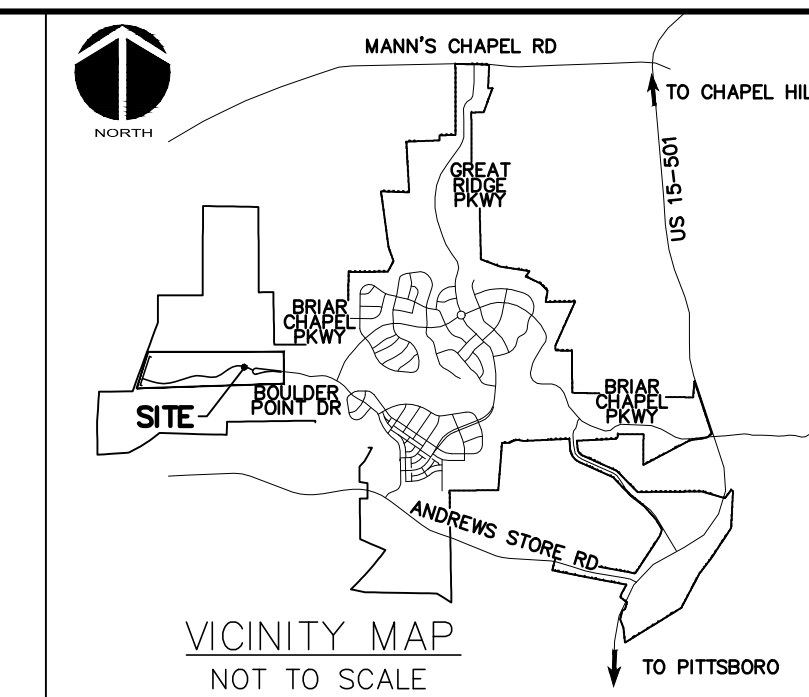 MANN'S CHAPEL RD
TO CHAPEL HIL
NORTH
US 15-501
GREAT
RIDGE
PKWY
BRIAR
CHAPEL
PKWY
BOULDER
POINT DR
SITE
BRIAR
CHAPEL
PKWY
ANDREWS STORE RD
VICINITY MAP
NOT TO SCALE
TO PITTSBORO